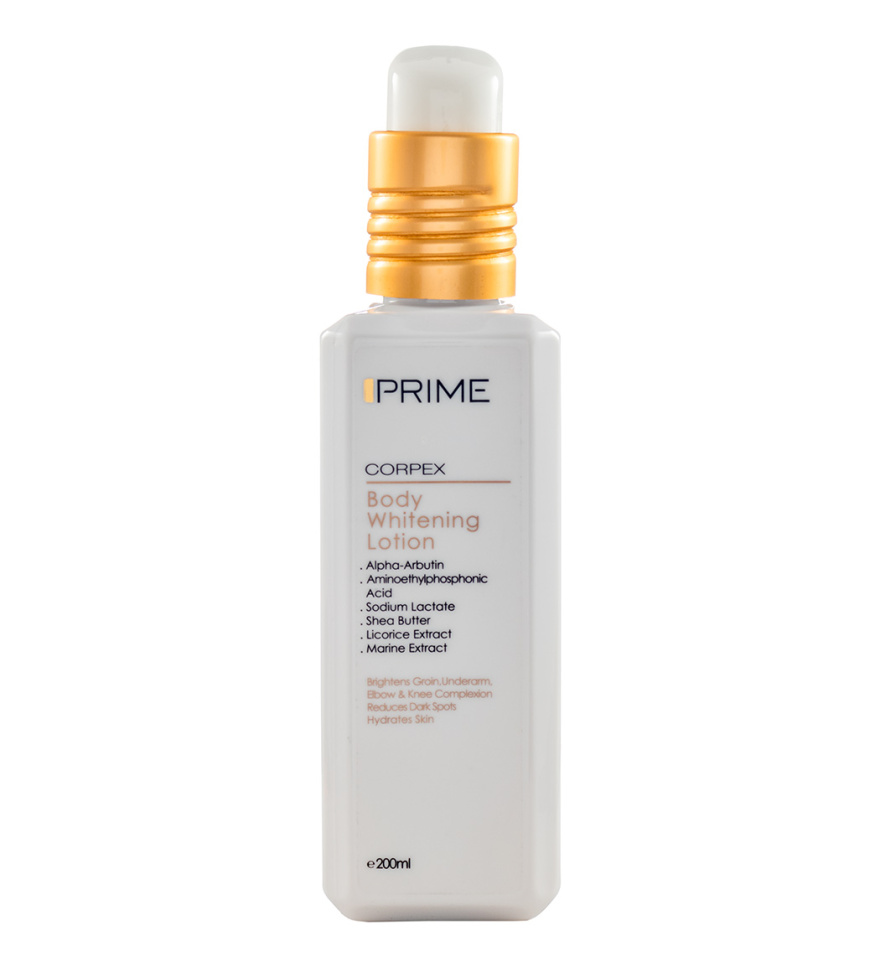 PRIME
CORPEX
Body
Whitening
Lotion
. Alpha-Arbutin
. Aminoethylphosphonic
Acid
. Sodium Lactate
. Shea Butter
. Licorice Extract
. Marine Extract
Brightens Groin,Underarm,
Elbow & Knee Complexion
Reduces Dark Spots
Hydrates Skin
℮200ml